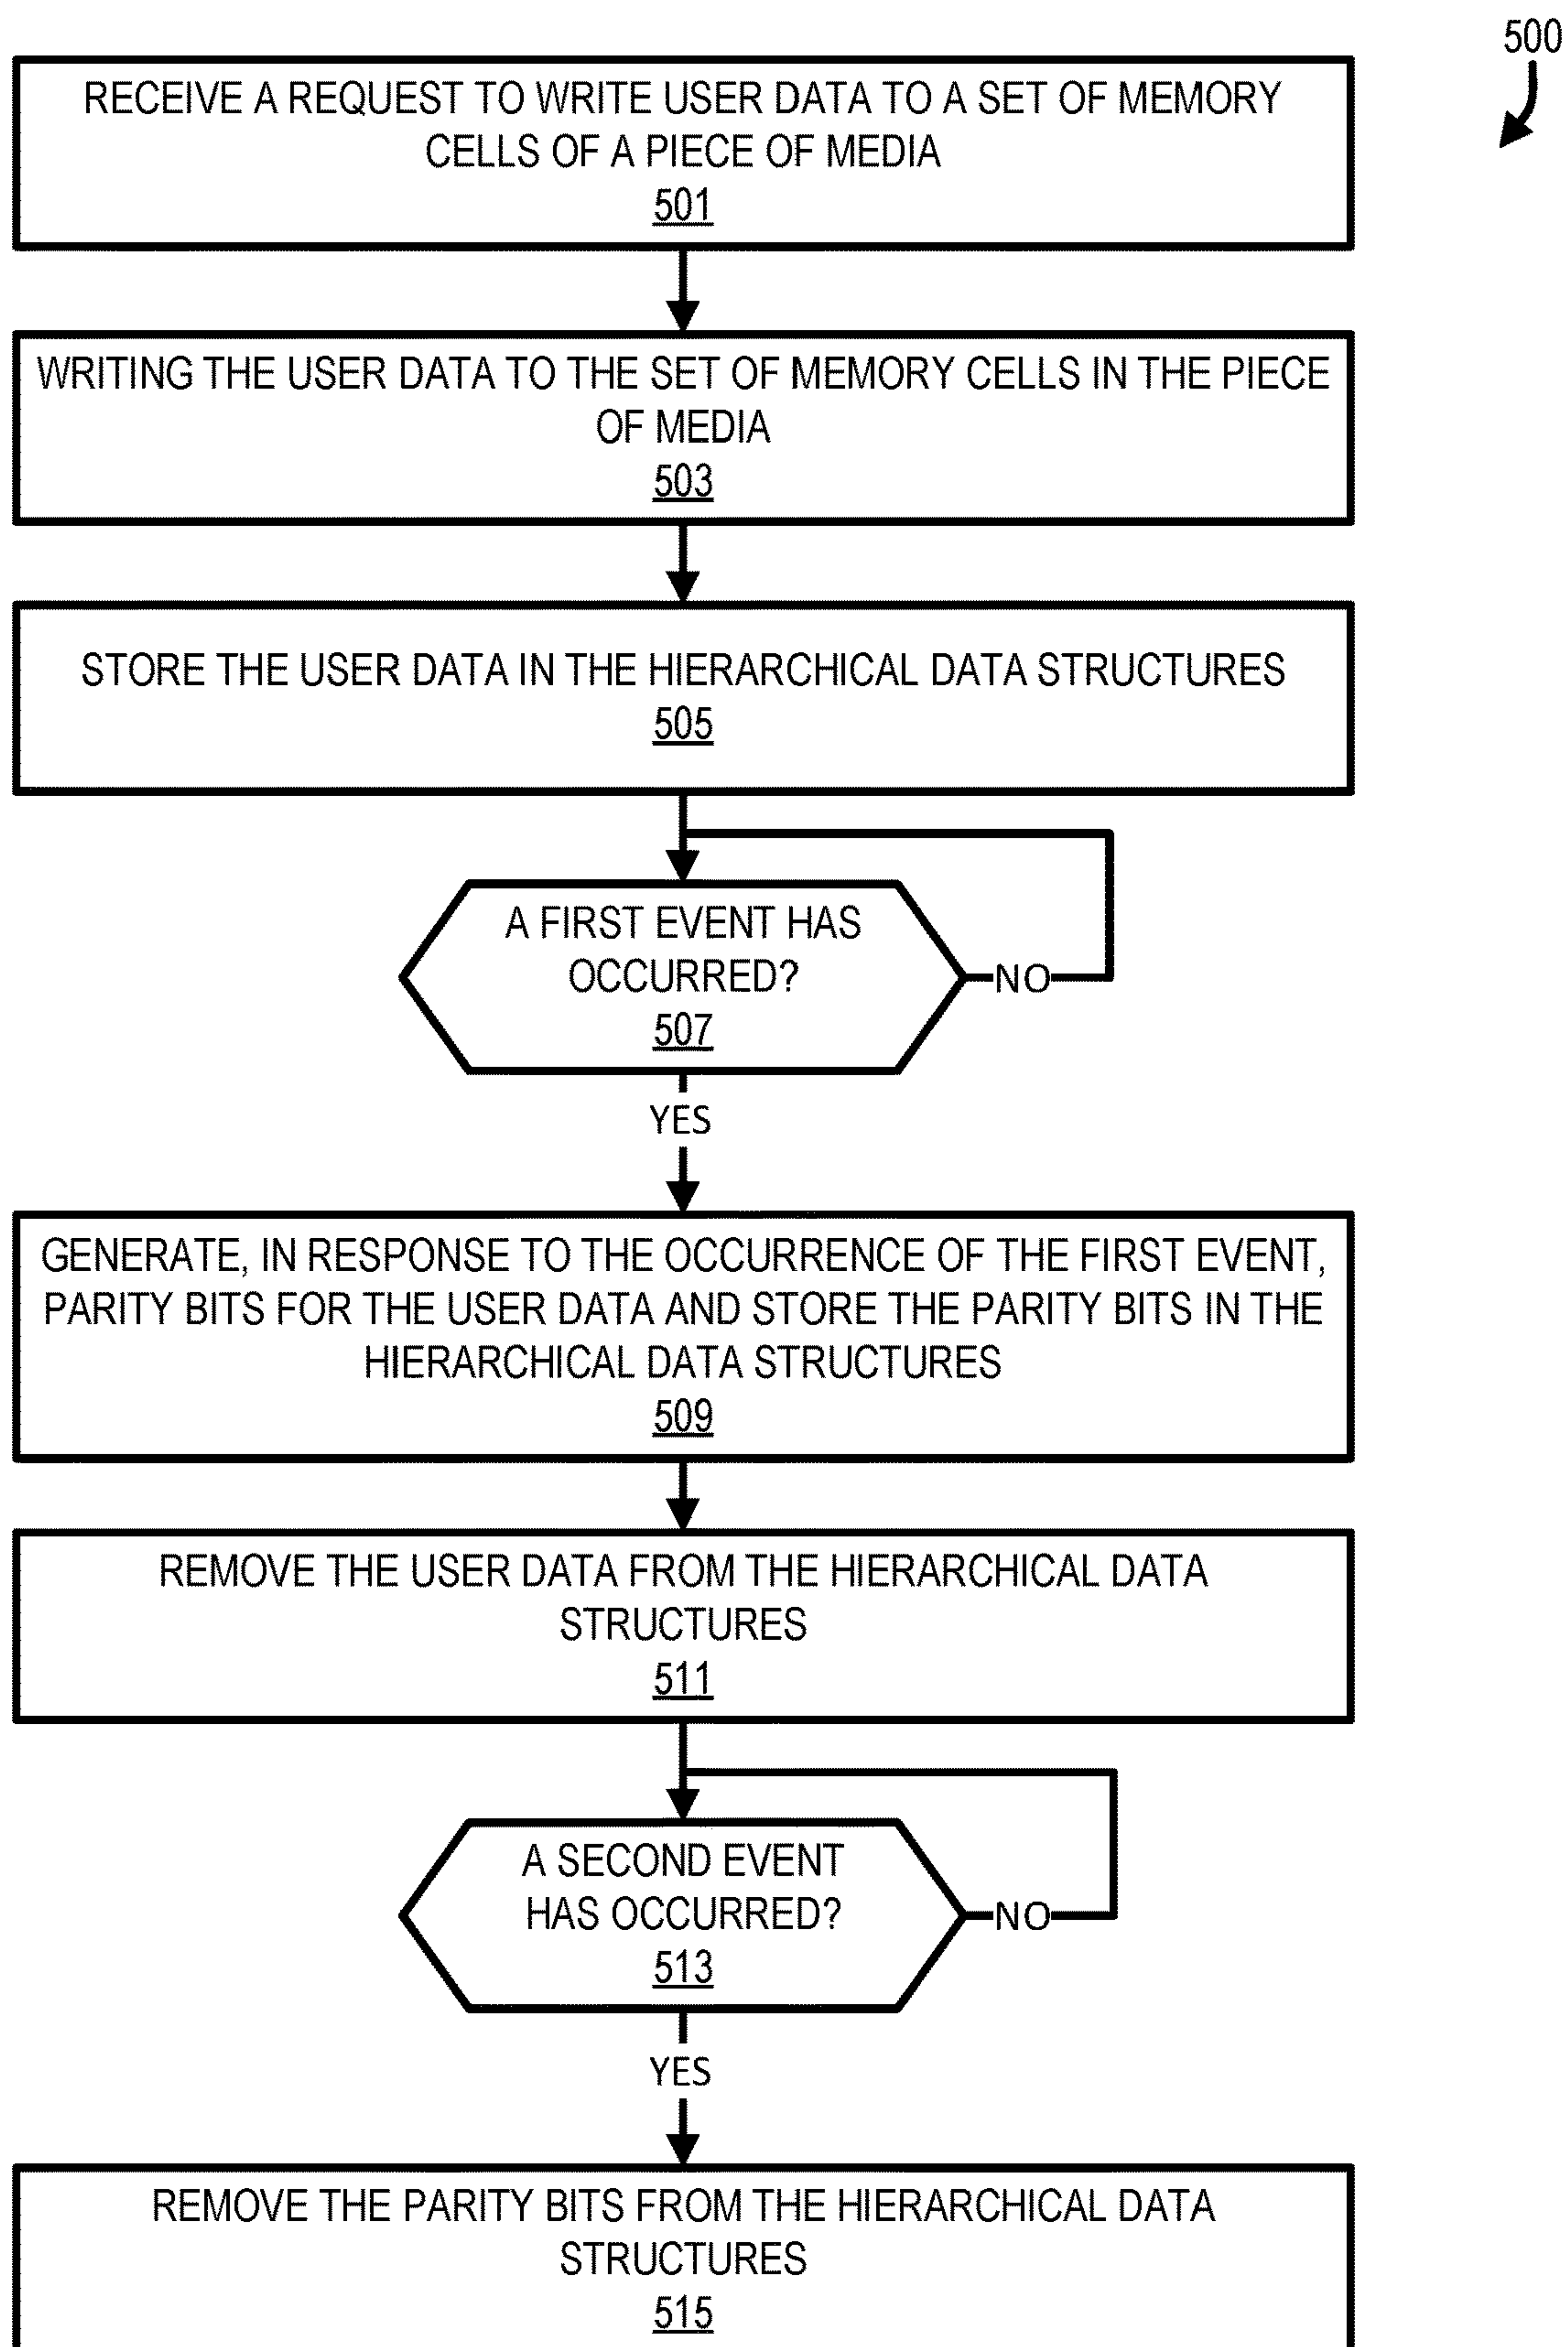 500
RECEIVE A REQUEST TO WRITE USER DATA TO A SET OF MEMORY
CELLS OF A PIECE OF MEDIA
501
WRITING THE USER DATA TO THE SET OF MEMORY CELLS IN THE PIECE
OF MEDIA
503
STORE THE USER DATA IN THE HIERARCHICAL DATA STRUCTURES
505
A FIRST EVENT HAS
OCCURRED?
NO
507
YES
GENERATE, IN RESPONSE TO THE OCCURRENCE OF THE FIRST EVENT,
PARITY BITS FOR THE USER DATA AND STORE THE PARITY BITS IN THE
HIERARCHICAL DATA STRUCTURES
509
REMOVE THE USER DATA FROM THE HIERARCHICAL DATA
STRUCTURES
511
A SECOND EVENT
HAS OCCURRED?
NO
513
YES
REMOVE THE PARITY BITS FROM THE HIERARCHICAL DATA
STRUCTURES
515